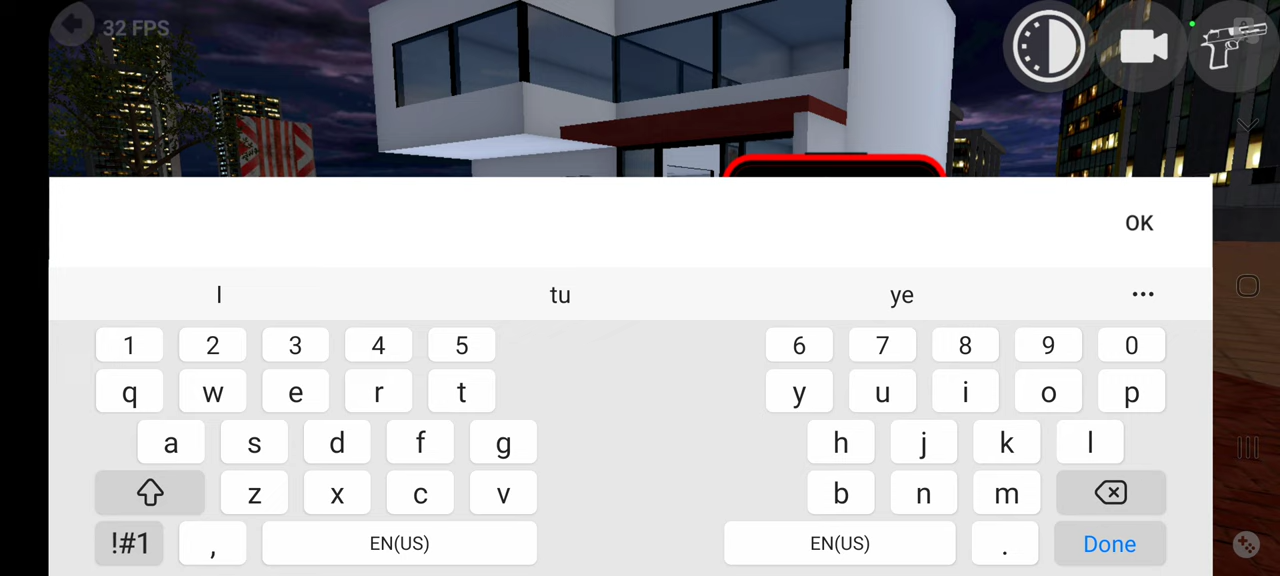 32 FPS
OK
I tu ye ...
1 2 3 4 5 6 7 8 9 0
q w e r t y u i o p
a s d f g h j k l
z x c v b n m
!#1 , EN(US) EN(US) . Done